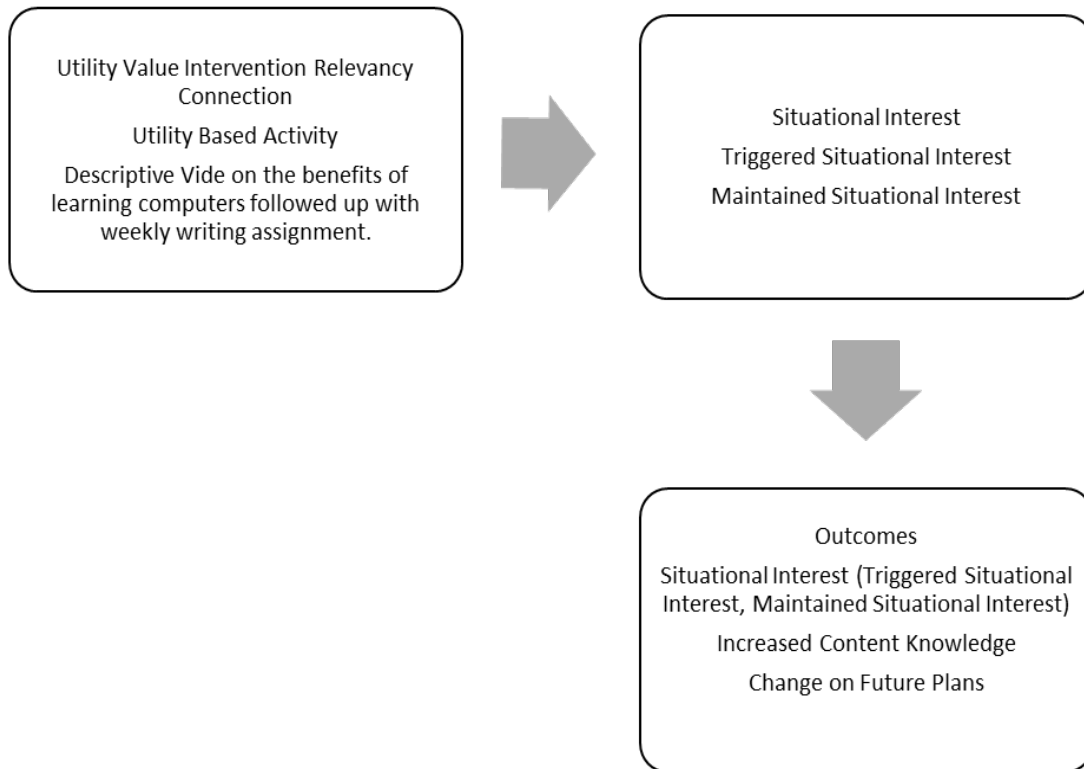 Utility Value Intervention Relevancy
Connection
Utility Based Activity
Descriptive Vide on the benefits of
learning computers followed up with
weekly writing assignment.
Situational Interest
Triggered Situational Interest
Maintained Situational Interest
Outcomes
Situational Interest (Triggered Situational
Interest, Maintained Situational Interest)
Increased Content Knowledge
Change on Future Plans